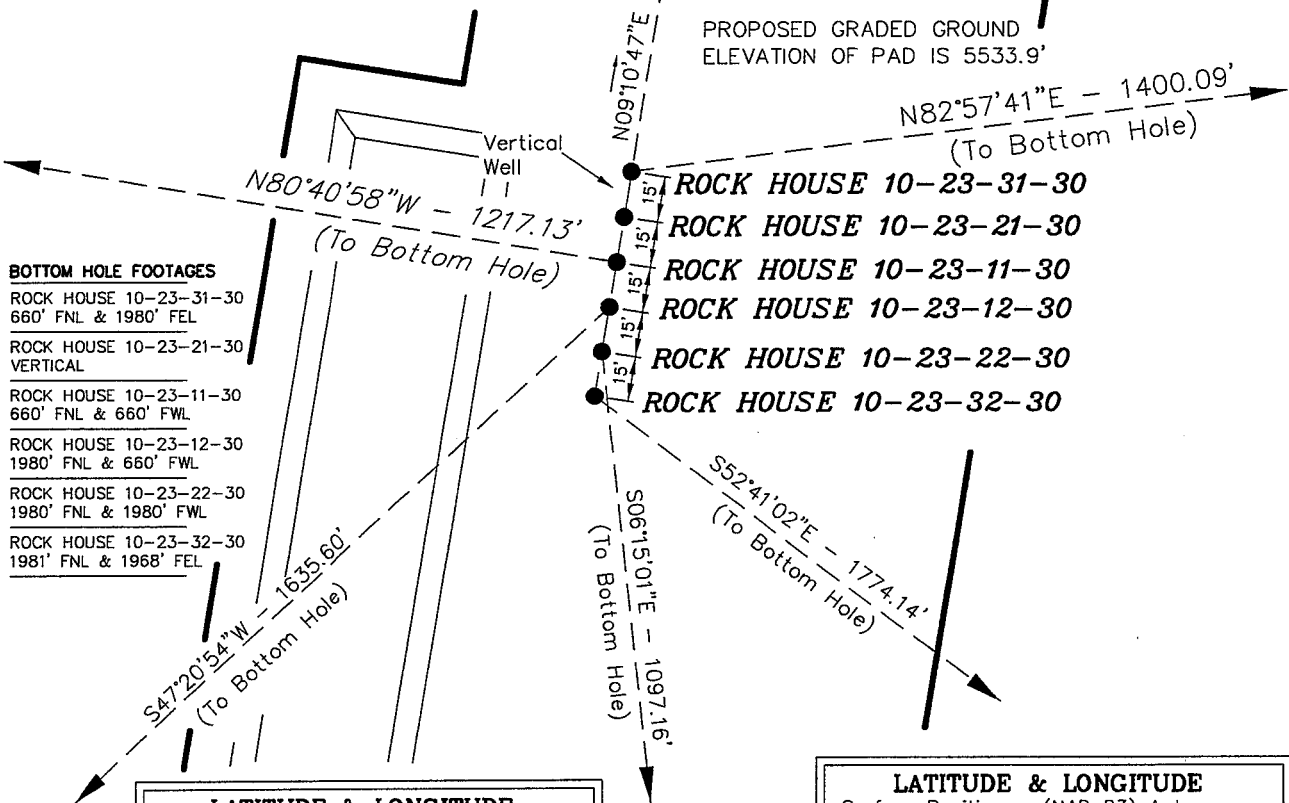 PROPOSED GRADED GROUND
ELEVATION OF PAD IS 5533.9'
N09°10'47"E
N82°57'41"E - 1400.09'
(To Bottom Hole)
Vertical
Well
N80°40'58"W - 1217.13'
(To Bottom Hole)
15'
15'
15'
15'
15'
ROCK HOUSE 10-23-31-30
ROCK HOUSE 10-23-21-30
ROCK HOUSE 10-23-11-30
ROCK HOUSE 10-23-12-30
ROCK HOUSE 10-23-22-30
ROCK HOUSE 10-23-32-30
BOTTOM HOLE FOOTAGES
ROCK HOUSE 10-23-31-30
660' FNL & 1980' FEL
ROCK HOUSE 10-23-21-30
VERTICAL
ROCK HOUSE 10-23-11-30
660' FNL & 660' FWL
ROCK HOUSE 10-23-12-30
1980' FNL & 660' FWL
ROCK HOUSE 10-23-22-30
1980' FNL & 1980' FWL
ROCK HOUSE 10-23-32-30
1981' FNL & 1968' FEL
S47°20'54"W - 1635.60'
(To Bottom Hole)
S06°15'01"E - 1097.16'
(To Bottom Hole)
S52°41'02"E - 1774.14'
(To Bottom Hole)
LATITUDE & LONGITUDE
LATITUDE & LONGITUDE